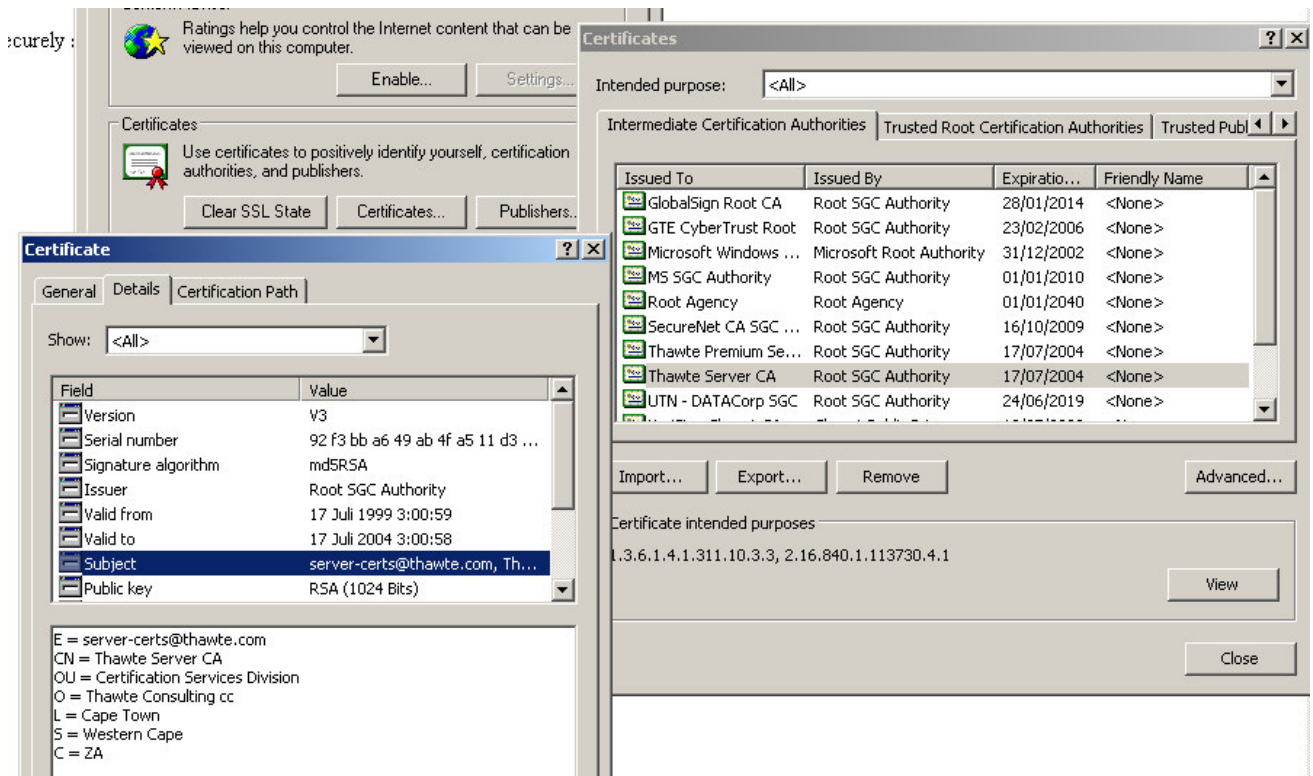 Ratings help you control the Internet content that can be
viewed on this computer.
Enable...
Settings...
ecurely
Certificates
Use certificates to positively identify yourself, certification
authorities, and publishers.
Clear SSL State
Certificates...
Publishers..
Certificates
Intended purpose:
<All>
Intermediate Certification Authorities
Trusted Root Certification Authorities
Trusted Publ
Issued To Issued By Expiratio... Friendly Name
GlobalSign Root CA Root SGC Authority 28/01/2014 <None>
GTE CyberTrust Root Root SGC Authority 23/02/2006 <None>
Microsoft Windows ... Microsoft Root Authority 31/12/2002 <None>
MS SGC Authority Root SGC Authority 01/01/2010 <None>
Root Agency Root Agency 01/01/2040 <None>
SecureNet CA SGC ... Root SGC Authority 16/10/2009 <None>
Thawte Premium Se... Root SGC Authority 17/07/2004 <None>
Thawte Server CA Root SGC Authority 17/07/2004 <None>
UTN - DATACorp SGC Root SGC Authority 24/06/2019 <None>
Import...
Export...
Remove
Advanced...
Certificate intended purposes
1.3.6.1.4.1.311.10.3.3, 2.16.840.1.113730.4.1
View
Close
Certificate
General
Details
Certification Path
Show:
<All>
Field Value
Version V3
Serial number 92 f3 bb a6 49 ab 4f a5 11 d3 ...
Signature algorithm md5RSA
Issuer Root SGC Authority
Valid from 17 Juli 1999 3:00:59
Valid to 17 Juli 2004 3:00:58
Subject server-certs@thawte.com, Th...
Public key RSA (1024 Bits)
E = server-certs@thawte.com
CN = Thawte Server CA
OU = Certification Services Division
O = Thawte Consulting cc
L = Cape Town
S = Western Cape
C = ZA